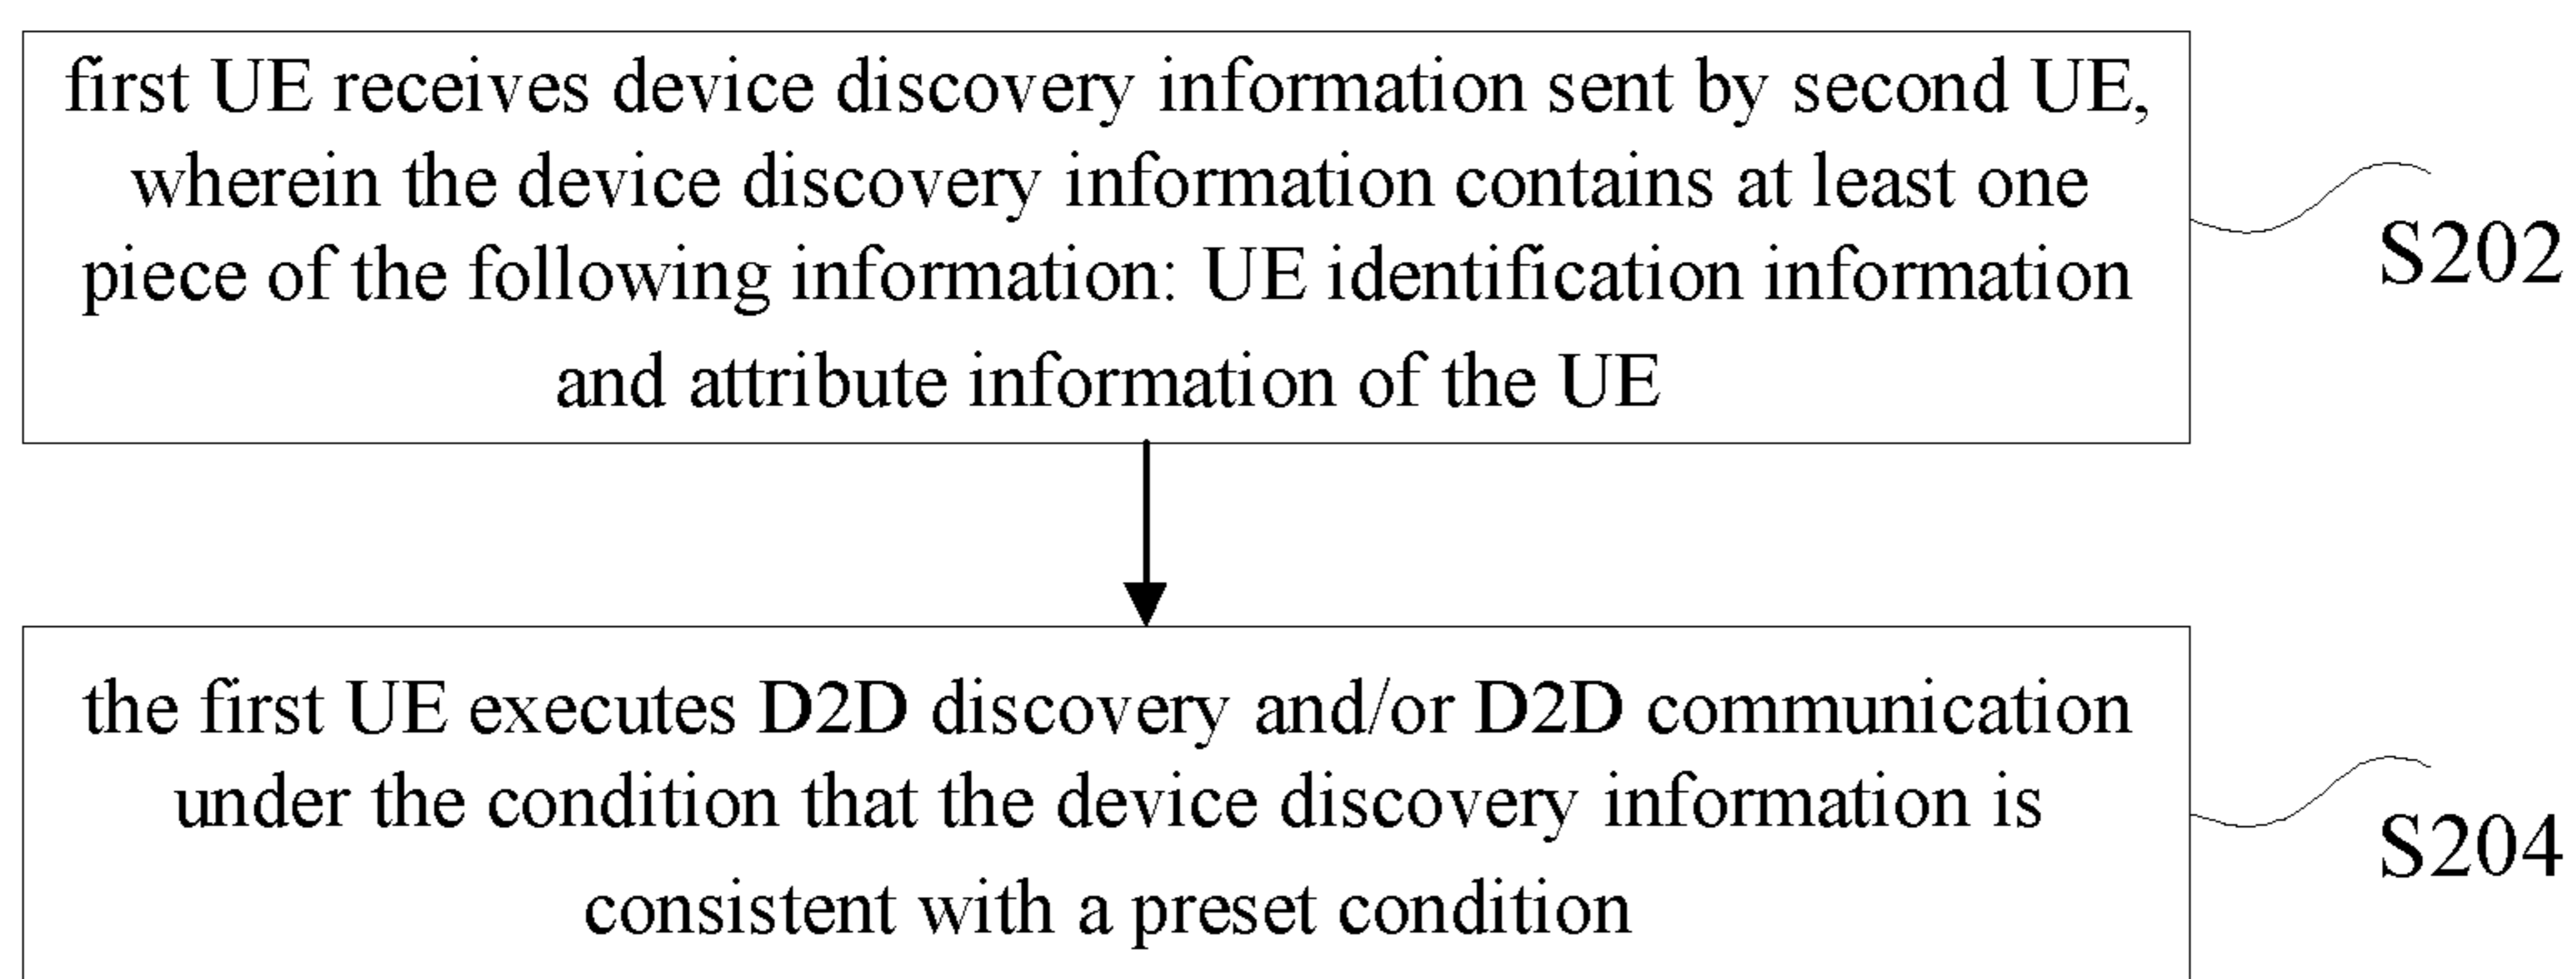 first UE receives device discovery information sent by second UE,
wherein the device discovery information contains at least one
piece of the following information: UE identification information
and attribute information of the UE
S202
the first UE executes D2D discovery and/or D2D communication
under the condition that the device discovery information is
consistent with a preset condition
S204